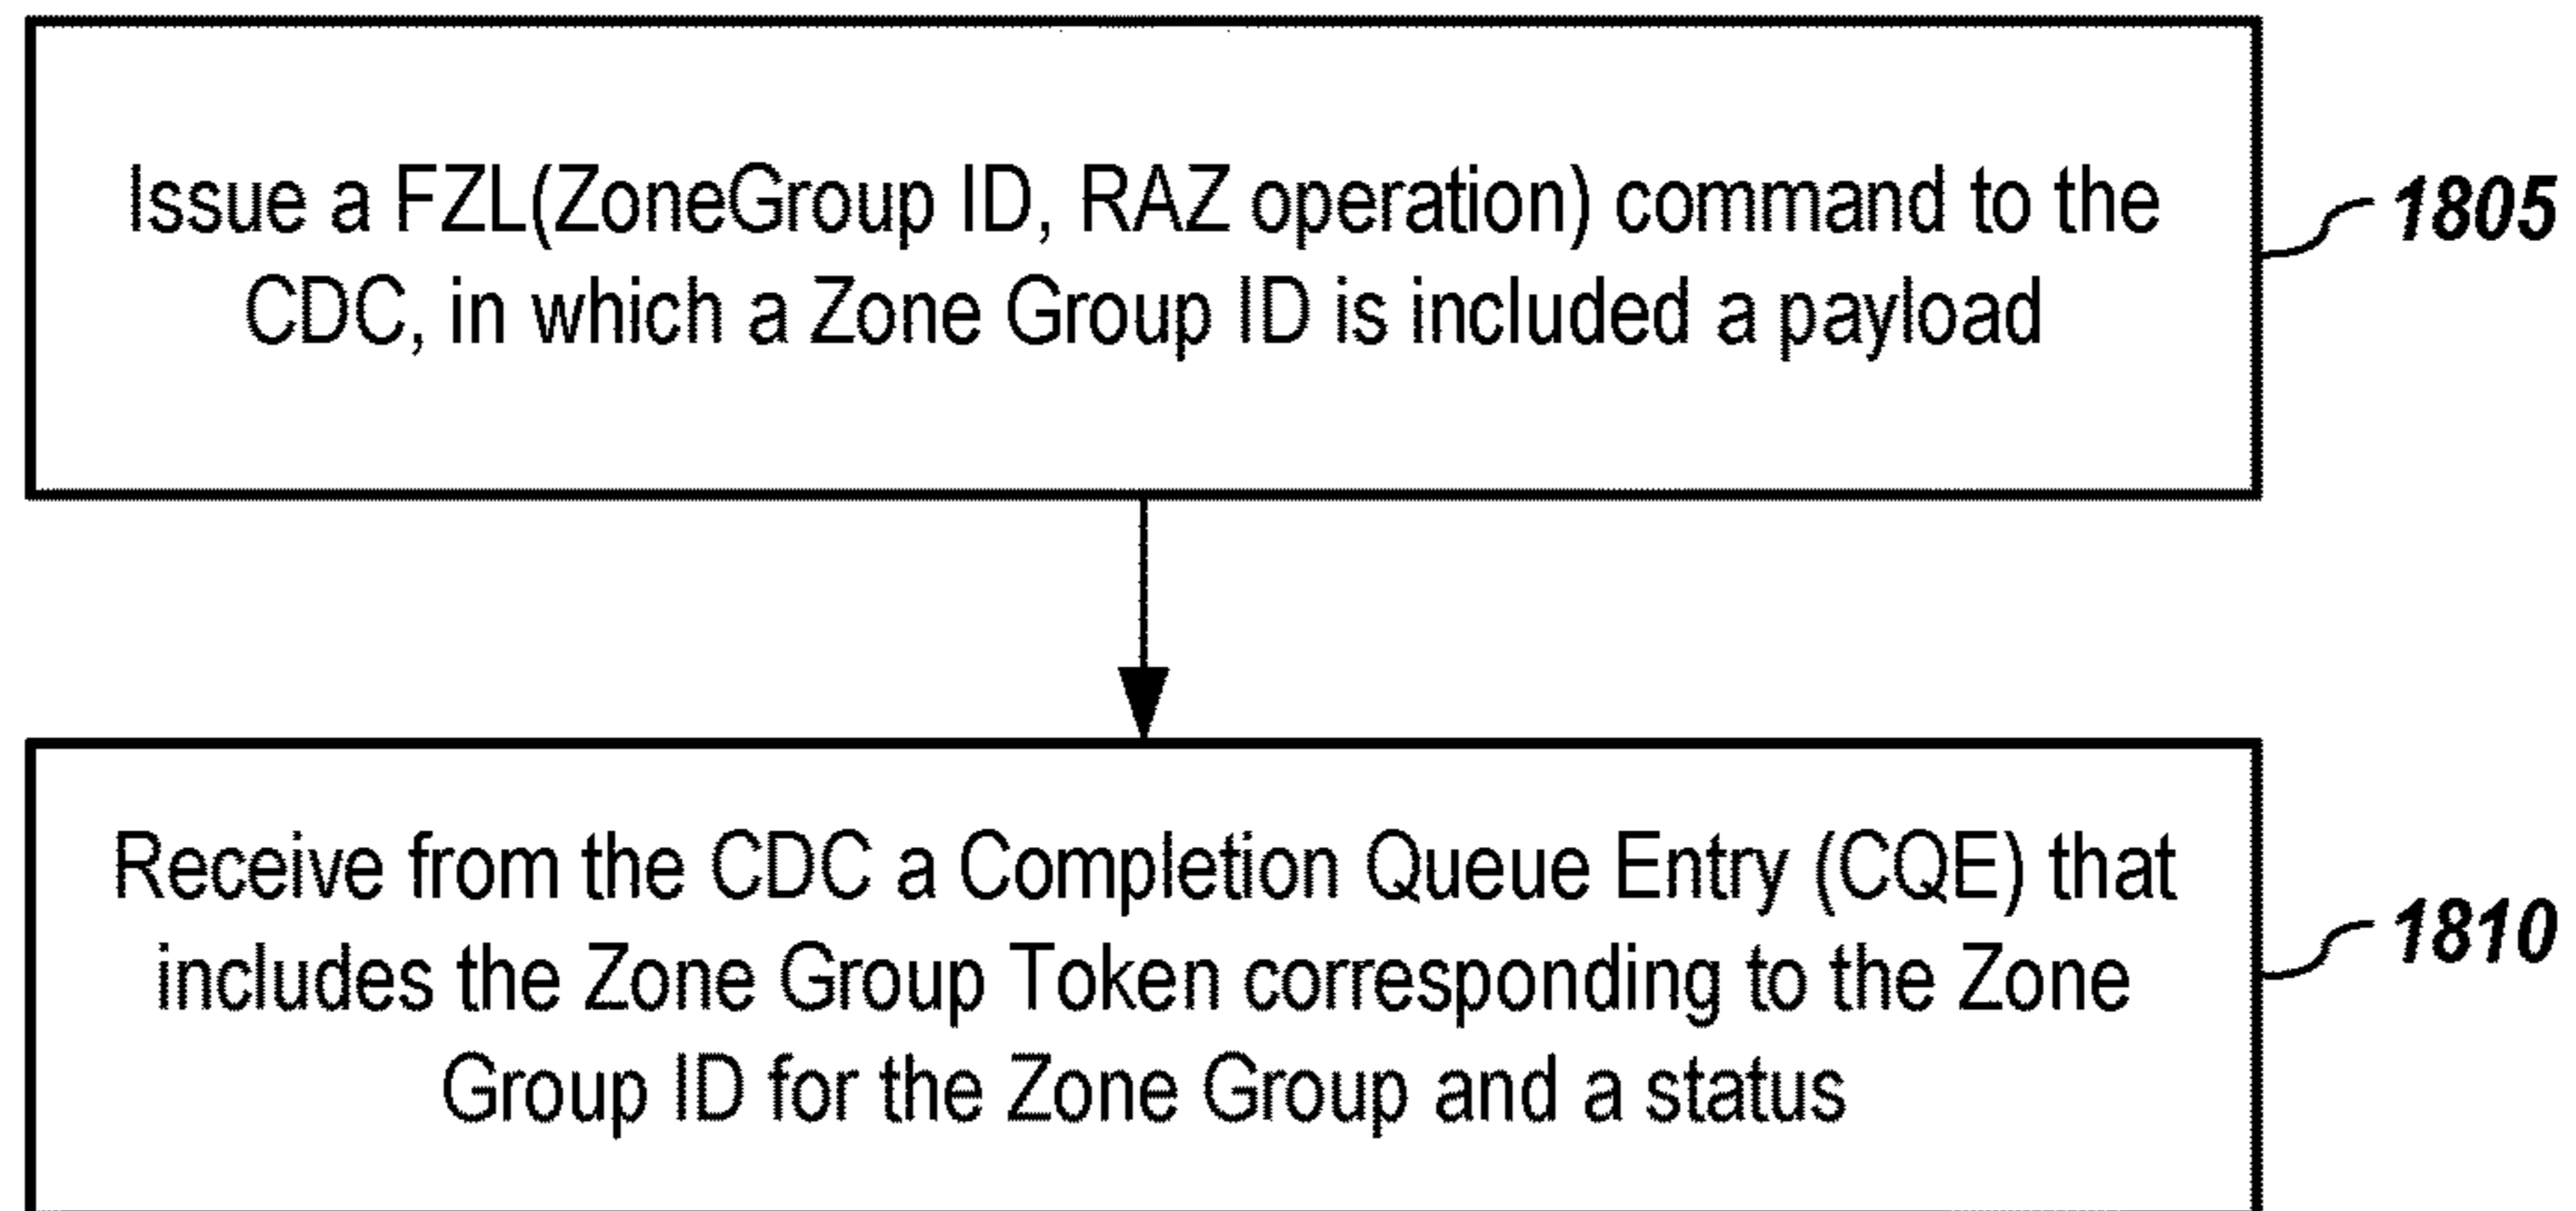 Issue a FZL(ZoneGroup ID, RAZ operation) command to the
CDC, in which a Zone Group ID is included a payload
1805
Receive from the CDC a Completion Queue Entry (CQE) that
includes the Zone Group Token corresponding to the Zone
Group ID for the Zone Group and a status
1810